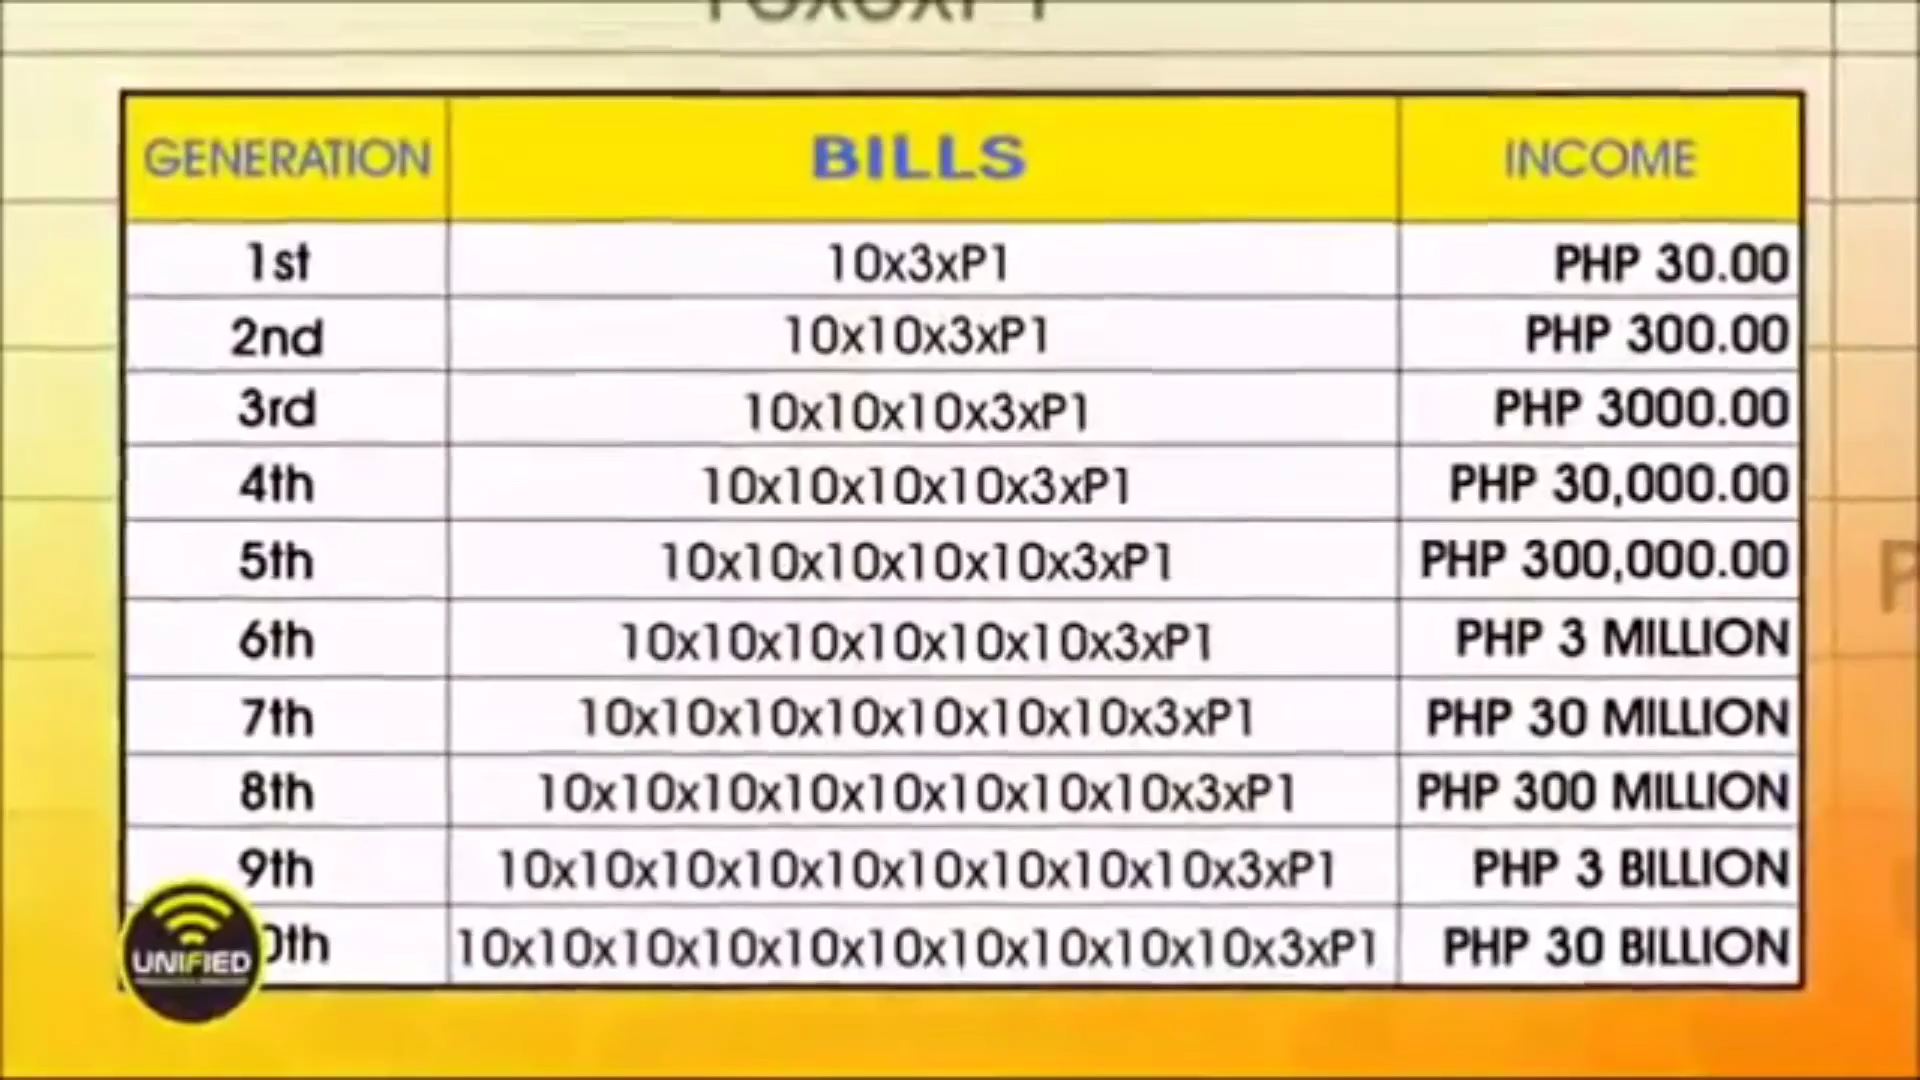 GENERATION BILLS INCOME
1st 10x3xP1 PHP 30.00
2nd 10x10x3xP1 PHP 300.00
3rd 10x10x10x3xP1 PHP 3000.00
4th 10x10x10x10x3xP1 PHP 30,000.00
5th 10x10x10x10x10x3xP1 PHP 300,000.00
6th 10x10x10x10x10x10x3xP1 PHP 3 MILLION
7th 10x10x10x10x10x10x10x3xP1 PHP 30 MILLION
8th 10x10x10x10x10x10x10x10x3xP1 PHP 300 MILLION
9th 10x10x10x10x10x10x10x10x10x3xP1 PHP 3 BILLION
0th 10x10x10x10x10x10x10x10x10x10x3xP1 PHP 30 BILLION
UNIFIED